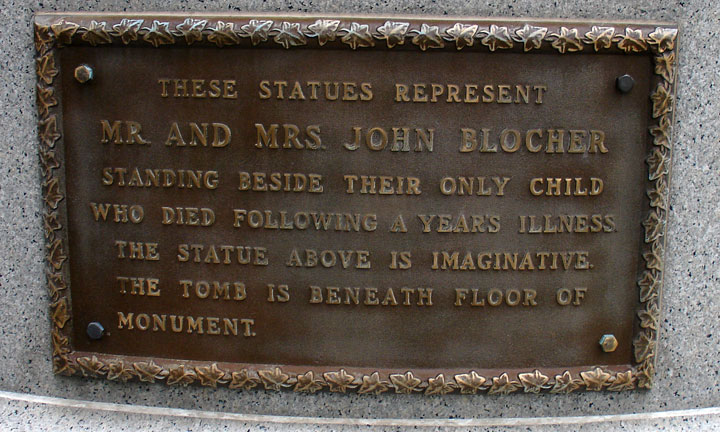 THESE STATUES REPRESENT
MR. AND MRS. JOHN BLOCHER
STANDING BESIDE THEIR ONLY CHILD
WHO DIED FOLLOWING A YEAR'S ILLNESS.
THE STATUE ABOVE IS IMAGINATIVE.
THE TOMB IS BENEATH FLOOR OF
MONUMENT.